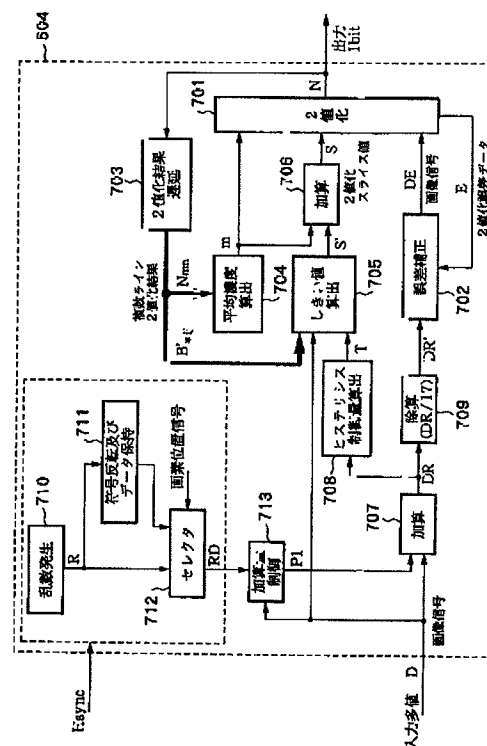 504
Hsync
710
乱数発生
R
711
符号反転及び
データ保持
画素位置信号
712
セレクタ
RD
713
加算量
制御
P1
入力多値 D
画像信号
707
加算
DR
708
ヒステリシス
制御量算出
T
709
除算
(DR/17)
DR'
702
誤差補正
DE
画像信号
E
2値化誤差データ
703
2値化結果
遅延
複数ライン
2値化結果
Nmn
B'*ij
m
704
平均濃度
算出
705
しきい値
算出
S'
706
加算
S
2値化
スライス値
701
2値化
N
出力
1bit